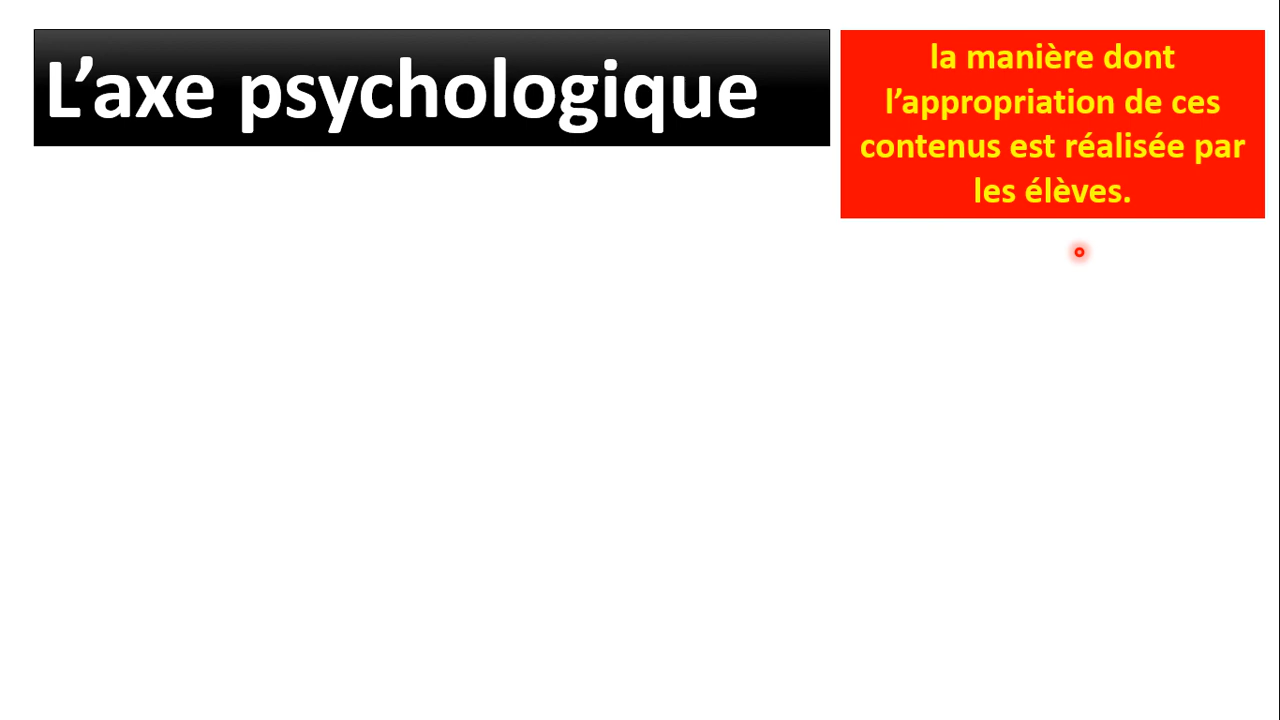 L’axe psychologique
la manière dont
l’appropriation de ces
contenus est réalisée par
les élèves.